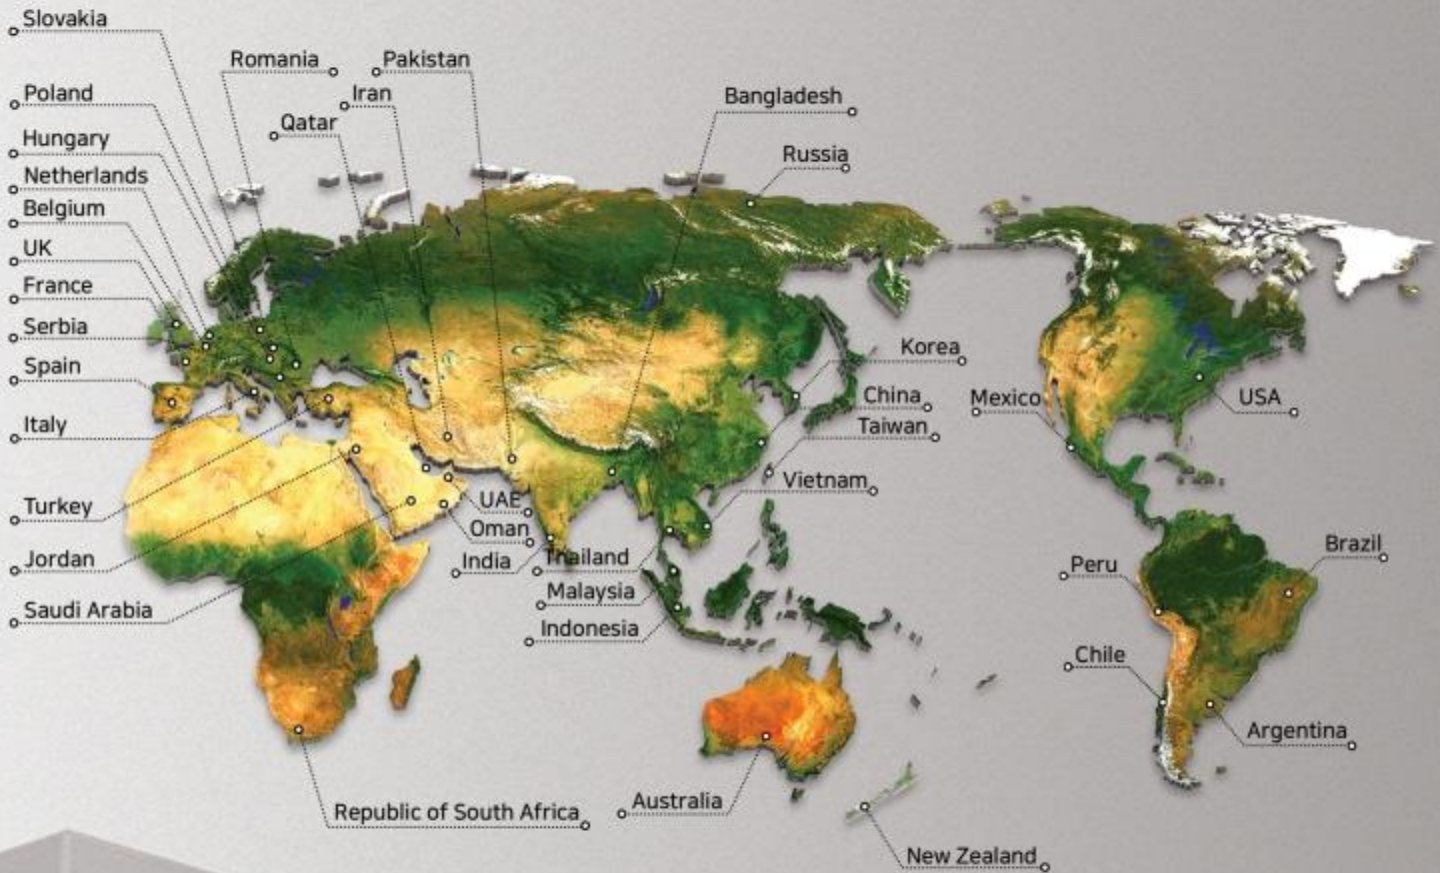 Slovakia
Romania
Pakistan
Poland
Iran
Bangladesh
Qatar
Hungary
Russia
Netherlands
Belgium
UK
France
Serbia
Korea
Spain
China
Mexico
USA
Italy
Taiwan
Vietnam
Turkey
UAE
Oman
Jordan
India
Thailand
Brazil
Peru
Malaysia
Saudi Arabia
Indonesia
Chile
Argentina
Republic of South Africa
Australia
New Zealand